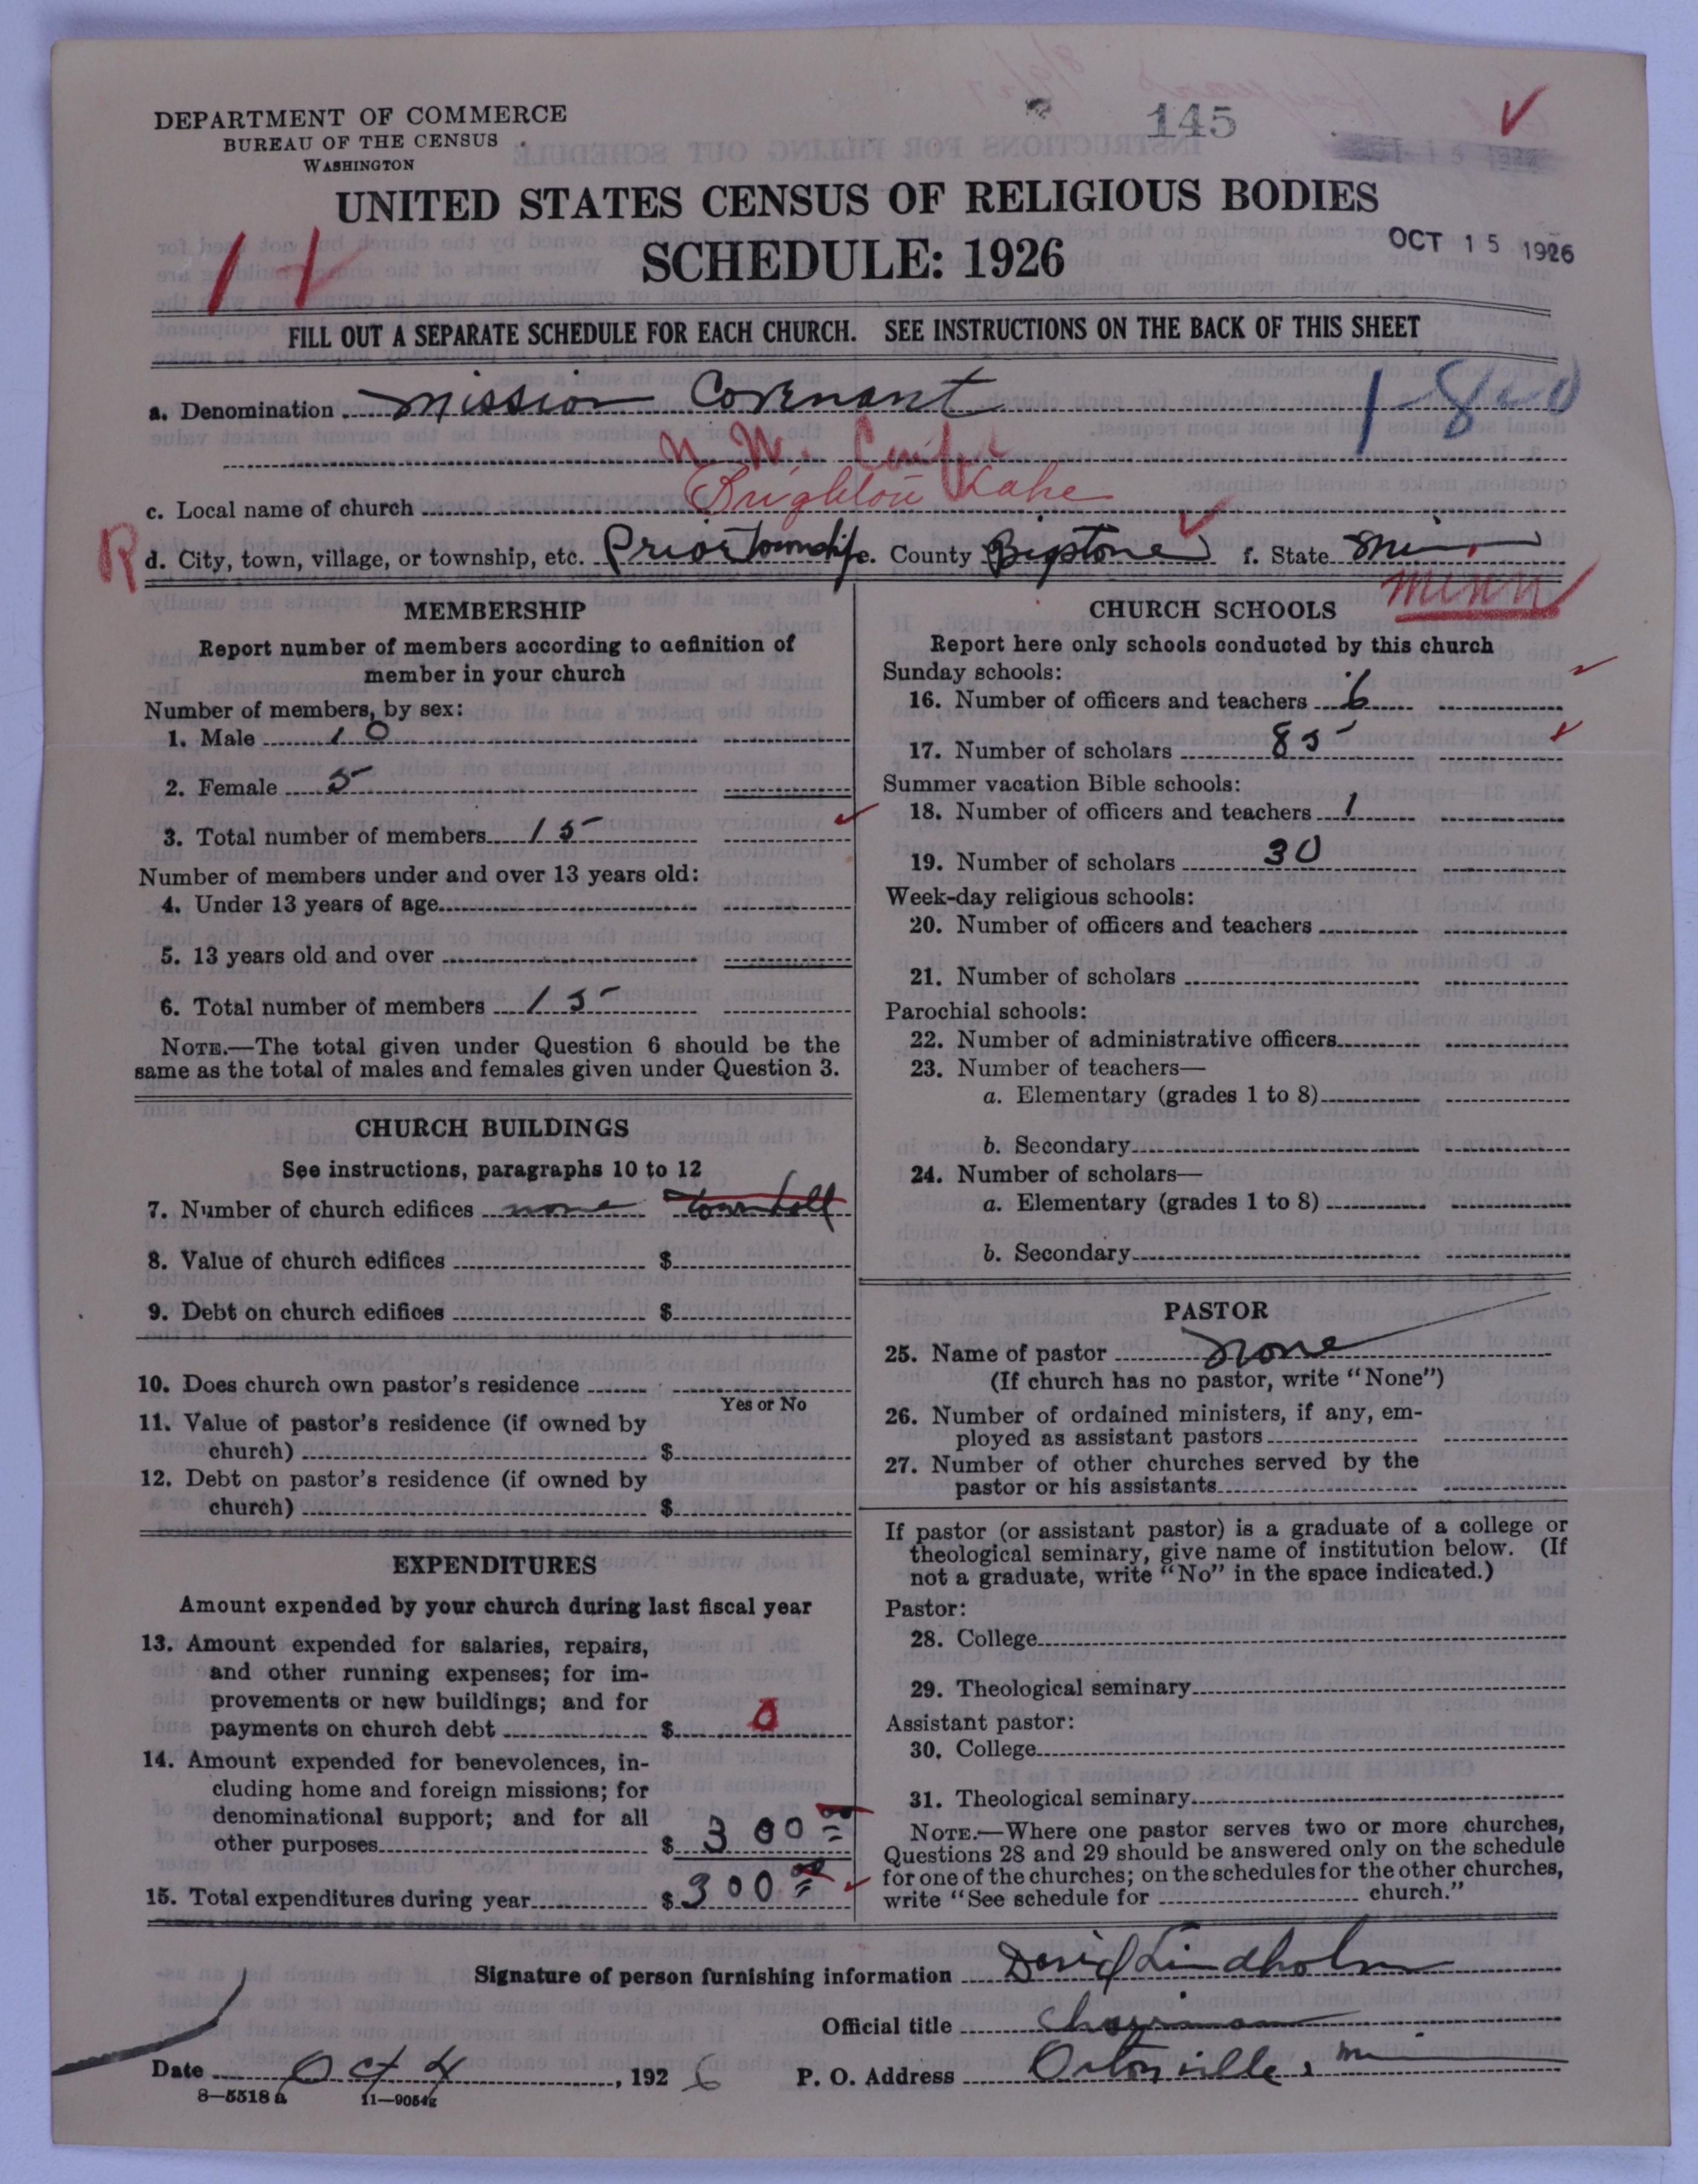 145
DEPARTMENT OF COMMERCE
BUREAU OF THE CENSUS
WASHINGTON
UNITED STATES CENSUS OF RELIGIOUS BODIES
SCHEDULE: 1926
OCT 15 1926
FILL OUT A SEPARATE SCHEDULE FOR EACH CHURCH. SEE INSTRUCTIONS ON THE BACK OF THIS SHEET
a. Denomination Mission Covenant
N. W. Conf
c. Local name of church Brighton Lake
R d. City, town, village, or township, etc. Prior Township e. County Bigstone f. State Min
Minn
MEMBERSHIP
Report number of members according to definition of
member in your church
Number of members, by sex:
1. Male 10
2. Female 5
3. Total number of members 15
Number of members under and over 13 years old:
4. Under 13 years of age
5. 13 years old and over
6. Total number of members 15
NOTE.—The total given under Question 6 should be the
same as the total of males and females given under Question 3.
CHURCH BUILDINGS
See instructions, paragraphs 10 to 12
7. Number of church edifices none town hall
8. Value of church edifices $
9. Debt on church edifices $
10. Does church own pastor's residence
Yes or No
11. Value of pastor's residence (if owned by
church) $
12. Debt on pastor's residence (if owned by
church) $
EXPENDITURES
Amount expended by your church during last fiscal year
13. Amount expended for salaries, repairs,
and other running expenses; for im-
provements or new buildings; and for
payments on church debt $ 0
14. Amount expended for benevolences, in-
cluding home and foreign missions; for
denominational support; and for all
other purposes $ 300 00
15. Total expenditures during year $ 300 00
CHURCH SCHOOLS
Report here only schools conducted by this church
Sunday schools:
16. Number of officers and teachers 6
17. Number of scholars 85
Summer vacation Bible schools:
18. Number of officers and teachers 1
19. Number of scholars 30
Week-day religious schools:
20. Number of officers and teachers
21. Number of scholars
Parochial schools:
22. Number of administrative officers
23. Number of teachers—
a. Elementary (grades 1 to 8)
b. Secondary
24. Number of scholars—
a. Elementary (grades 1 to 8)
b. Secondary
PASTOR
25. Name of pastor None
(If church has no pastor, write "None")
26. Number of ordained ministers, if any, em-
ployed as assistant pastors
27. Number of other churches served by the
pastor or his assistants
If pastor (or assistant pastor) is a graduate of a college or
theological seminary, give name of institution below. (If
not a graduate, write "No" in the space indicated.)
Pastor:
28. College
29. Theological seminary
Assistant pastor:
30. College
31. Theological seminary
NOTE.—Where one pastor serves two or more churches,
Questions 28 and 29 should be answered only on the schedule
for one of the churches; on the schedules for the other churches,
write "See schedule for church."
Signature of person furnishing information David Lindholm
Official title Chairman
Date Oct 4, 1926 P. O. Address Ortonville, Min
8—5518a 11—9054g